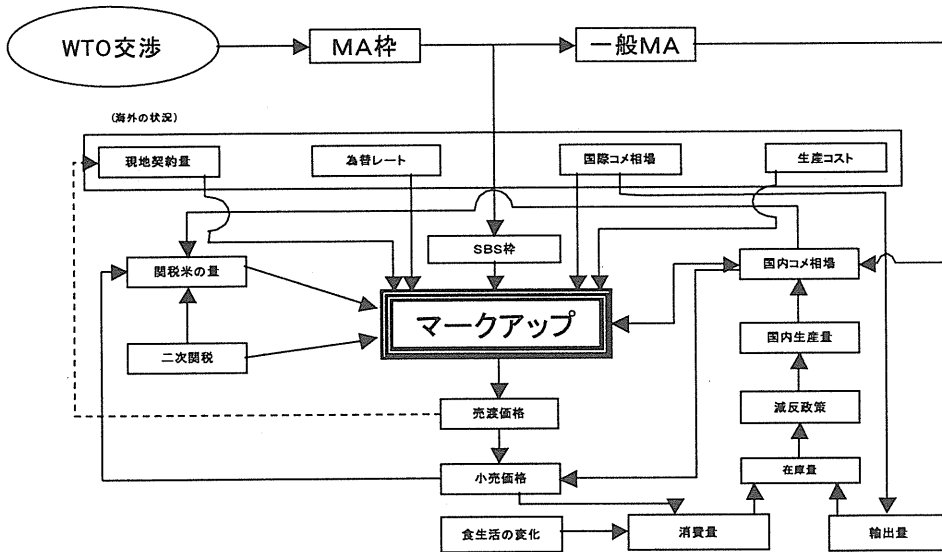 WTO交渉
MA枠
一般MA
(海外の状況)
現地契約量
為替レート
国際コメ相場
生産コスト
SBS枠
関税米の量
国内コメ相場
マークアップ
国内生産量
二次関税
売渡価格
減反政策
小売価格
在庫量
食生活の変化
消費量
輸出量